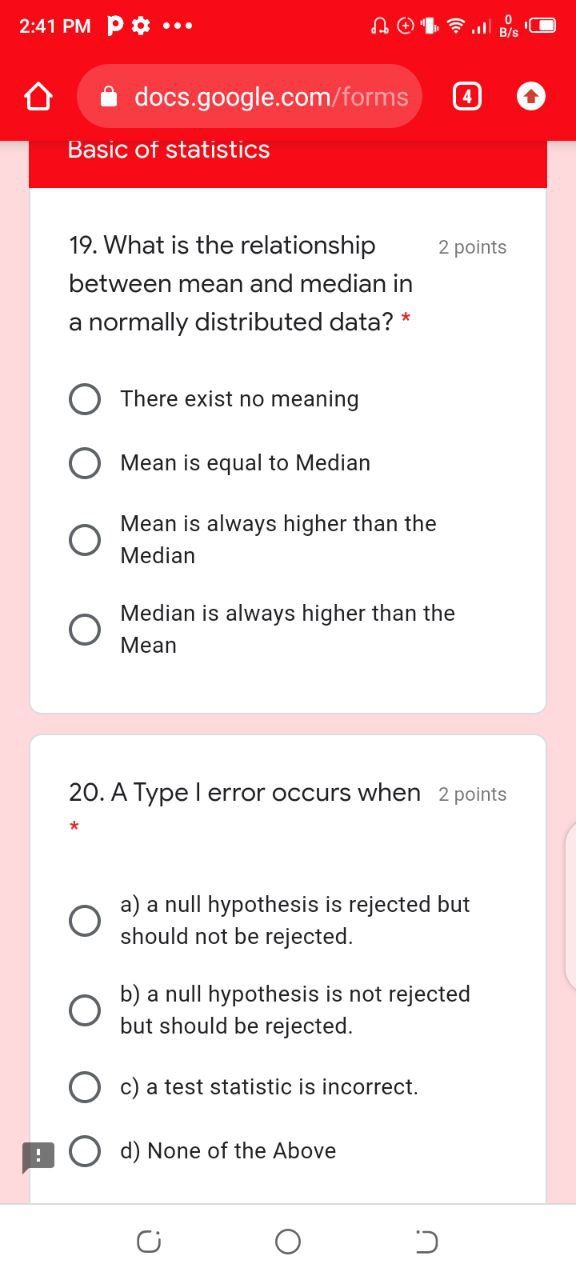 2:41 PM
0
B/s
docs.google.com/forms
4
Basic of statistics
19. What is the relationship
2 points
between mean and median in
a normally distributed data? *
There exist no meaning
Mean is equal to Median
Mean is always higher than the
Median
Median is always higher than the
Mean
20. A Type I error occurs when
2 points
*
a) a null hypothesis is rejected but
should not be rejected.
b) a null hypothesis is not rejected
but should be rejected.
c) a test statistic is incorrect.
d) None of the Above